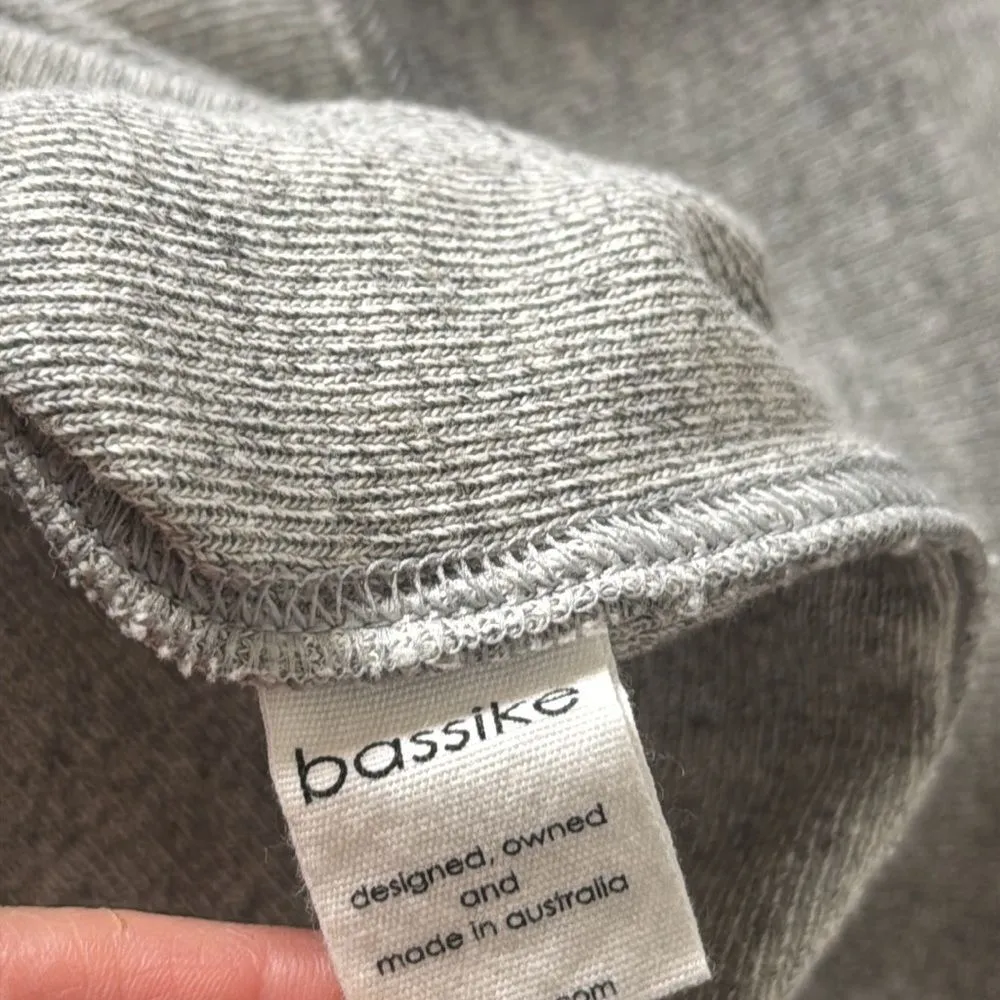 bassike
designed, owned
and
made in australia